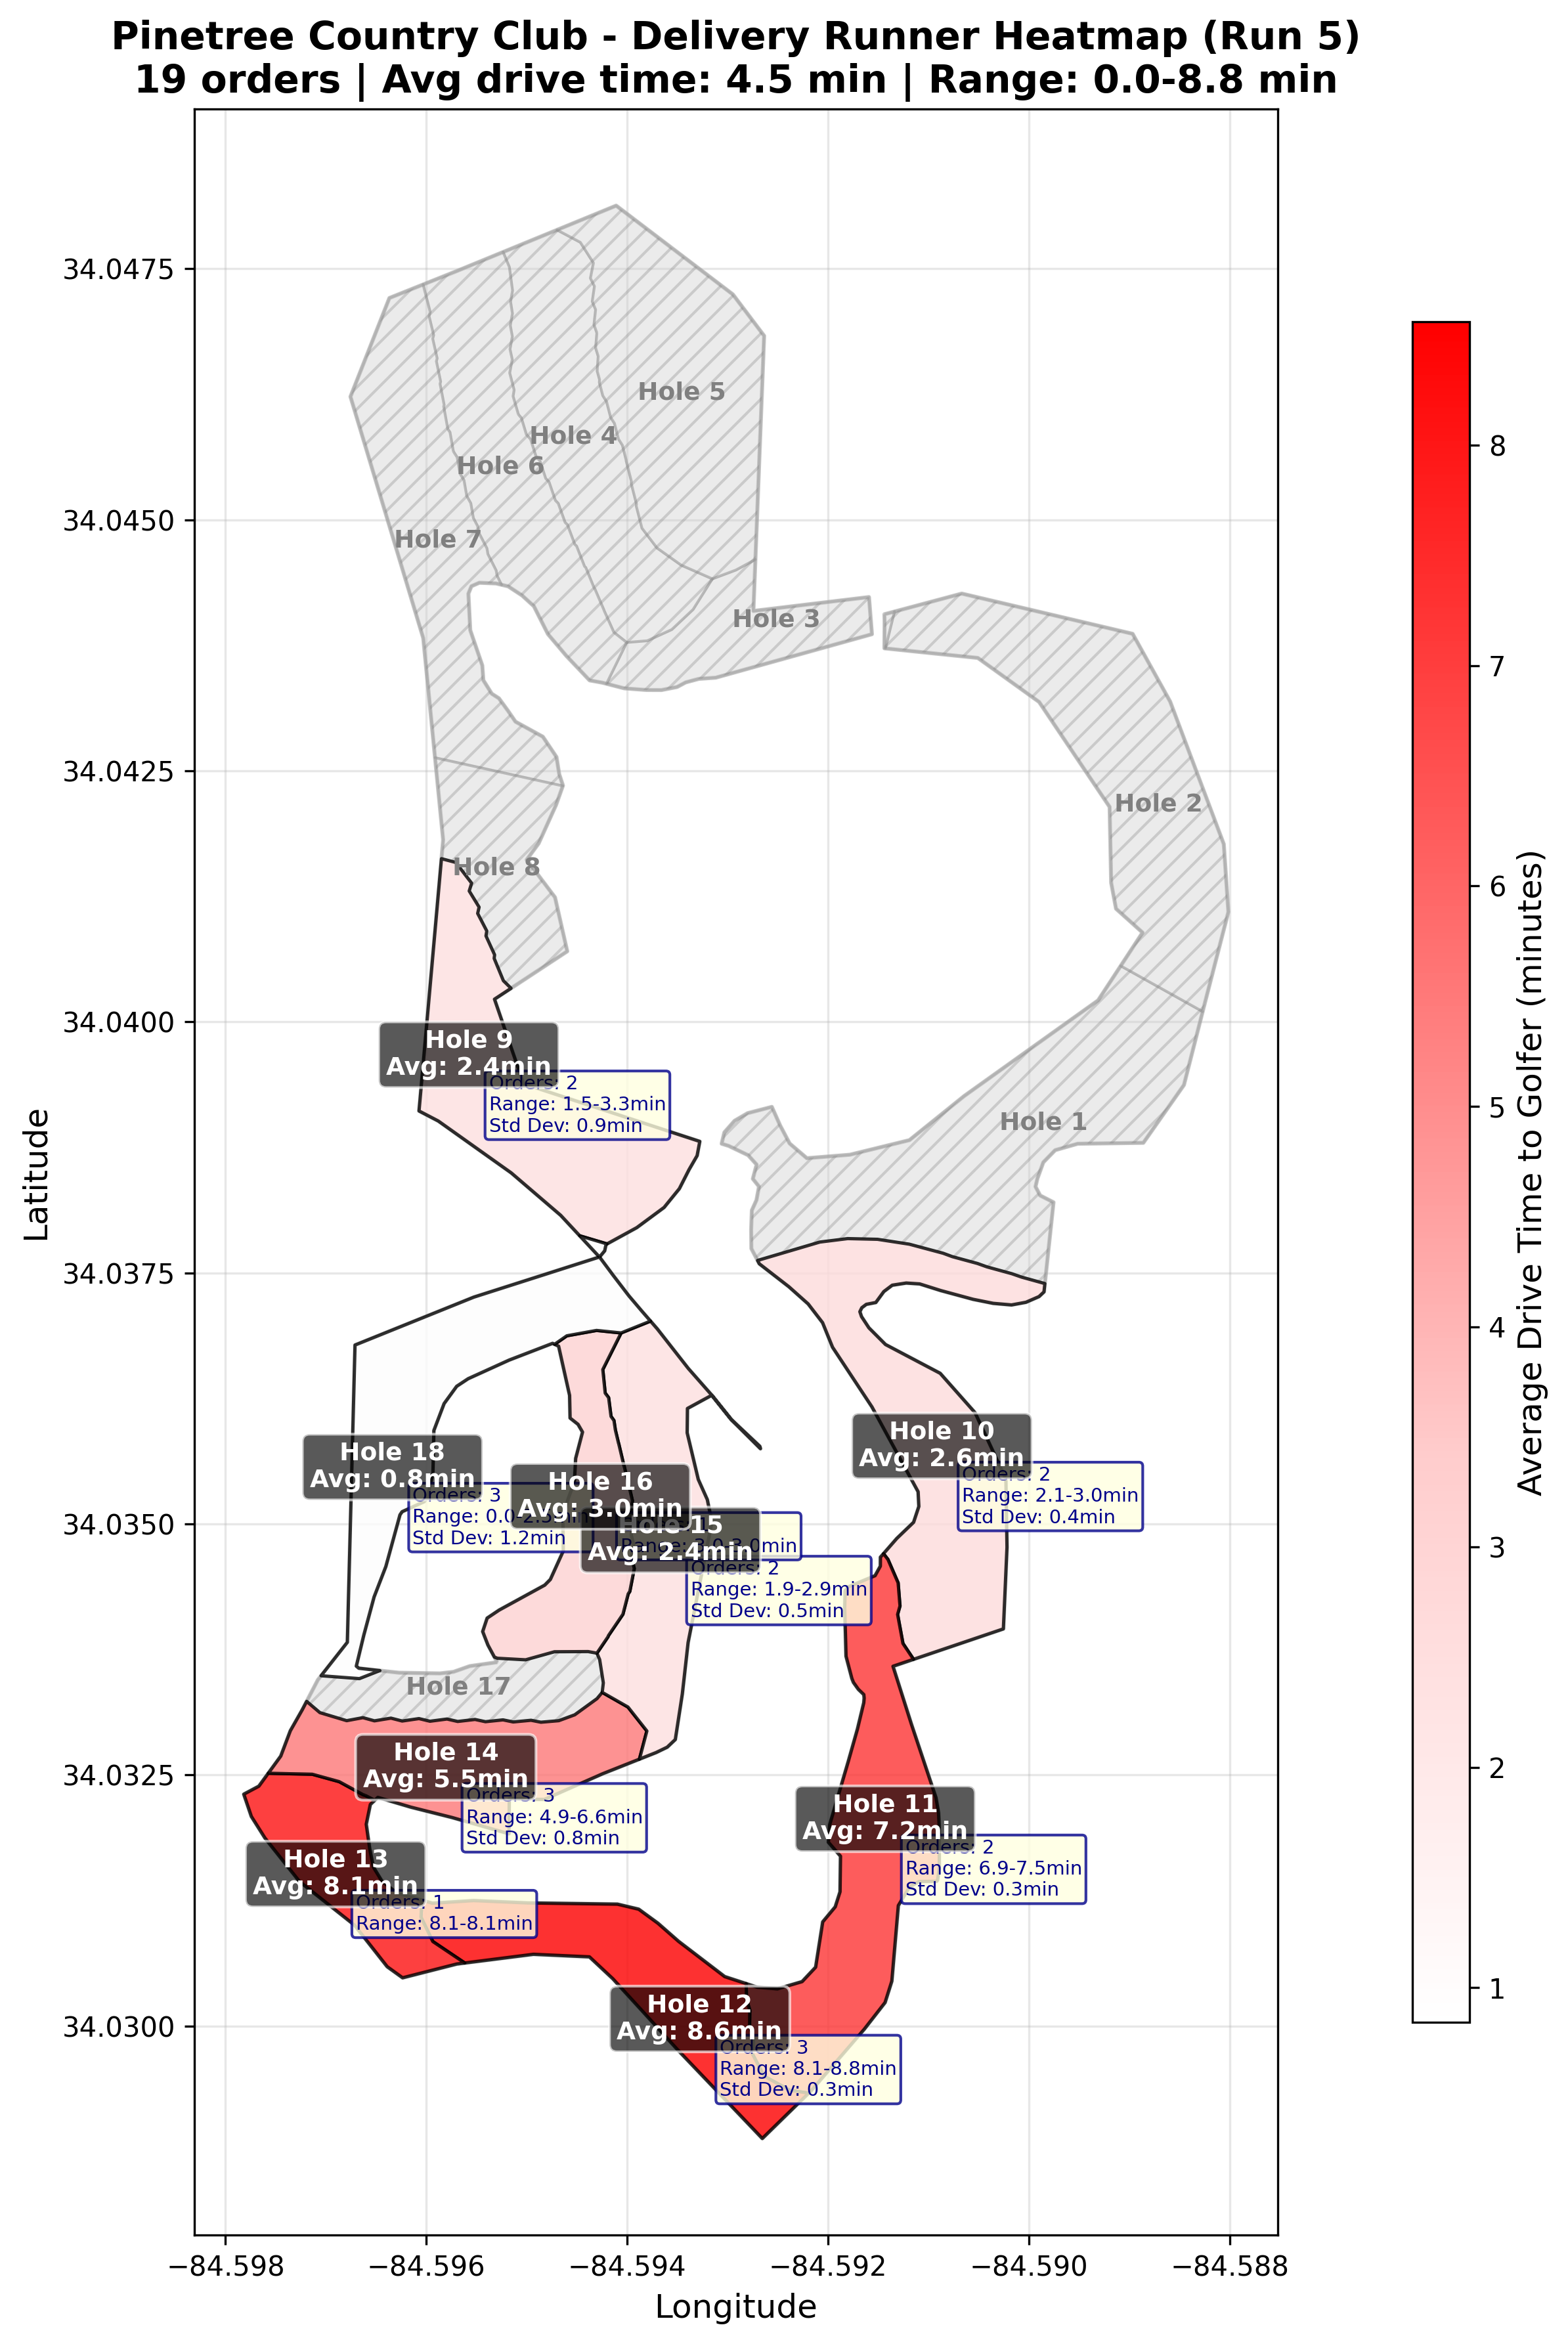 Pinetree Country Club - Delivery Runner Heatmap (Run 5)
19 orders | Avg drive time: 4.5 min | Range: 0.0-8.8 min
34.0475
34.0450
34.0425
34.0400
34.0375
34.0350
34.0325
34.0300
Latitude
Hole 5
Hole 4
Hole 6
Hole 7
Hole 3
Hole 2
Hole 8
Hole 1
Hole 9
Avg: 2.4min
Orders: 2
Range: 1.5-3.3min
Std Dev: 0.9min
Hole 10
Avg: 2.6min
Orders: 2
Range: 2.1-3.0min
Std Dev: 0.4min
Hole 18
Avg: 0.8min
Orders: 3
Range: 0.0-2.5
Std Dev: 1.2min
Hole 16
Avg: 3.0min
Range: 3.0-3.0min
Hole 15
Avg: 2.4min
Orders: 2
Range: 1.9-2.9min
Std Dev: 0.5min
Hole 17
Hole 14
Avg: 5.5min
Orders: 3
Range: 4.9-6.6min
Std Dev: 0.8min
Hole 11
Avg: 7.2min
Orders: 2
Range: 6.9-7.5min
Std Dev: 0.3min
Hole 13
Avg: 8.1min
Orders: 1
Range: 8.1-8.1min
Hole 12
Avg: 8.6min
Orders: 3
Range: 8.1-8.8min
Std Dev: 0.3min
−84.598
−84.596
−84.594
−84.592
−84.590
−84.588
Longitude
8
7
6
5
4
3
2
1
Average Drive Time to Golfer (minutes)